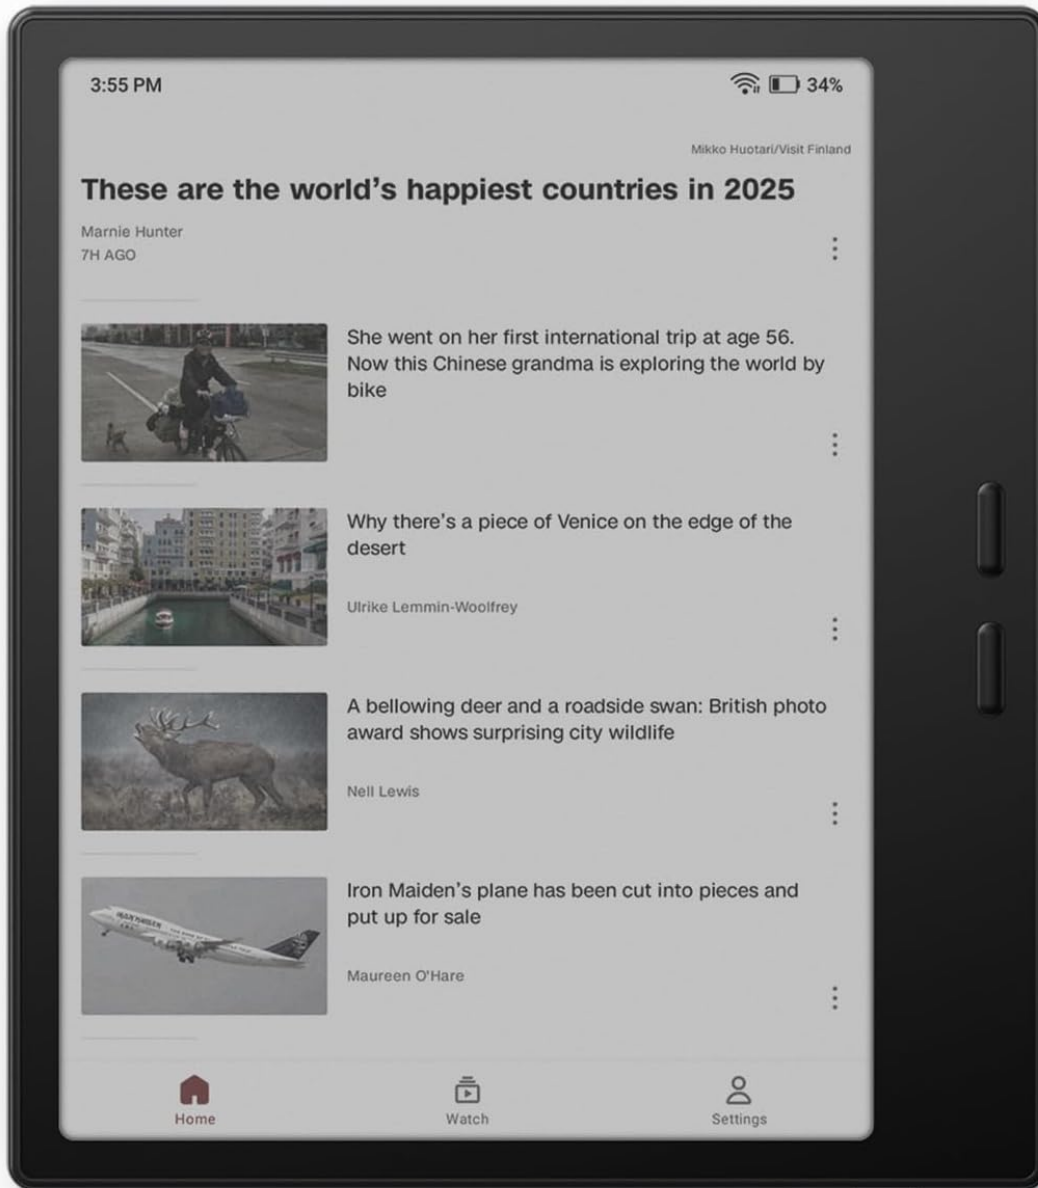 3:55 PM
34%
Mikko Huotari/Visit Finland
These are the world's happiest countries in 2025
Marnie Hunter
7H AGO
She went on her first international trip at age 56.
Now this Chinese grandma is exploring the world by
bike
Why there's a piece of Venice on the edge of the
desert
Ulrike Lemmin-Woolfrey
A bellowing deer and a roadside swan: British photo
award shows surprising city wildlife
Nell Lewis
IRON MAIDEN
Iron Maiden's plane has been cut into pieces and
put up for sale
Maureen O'Hare
Home
Watch
Settings